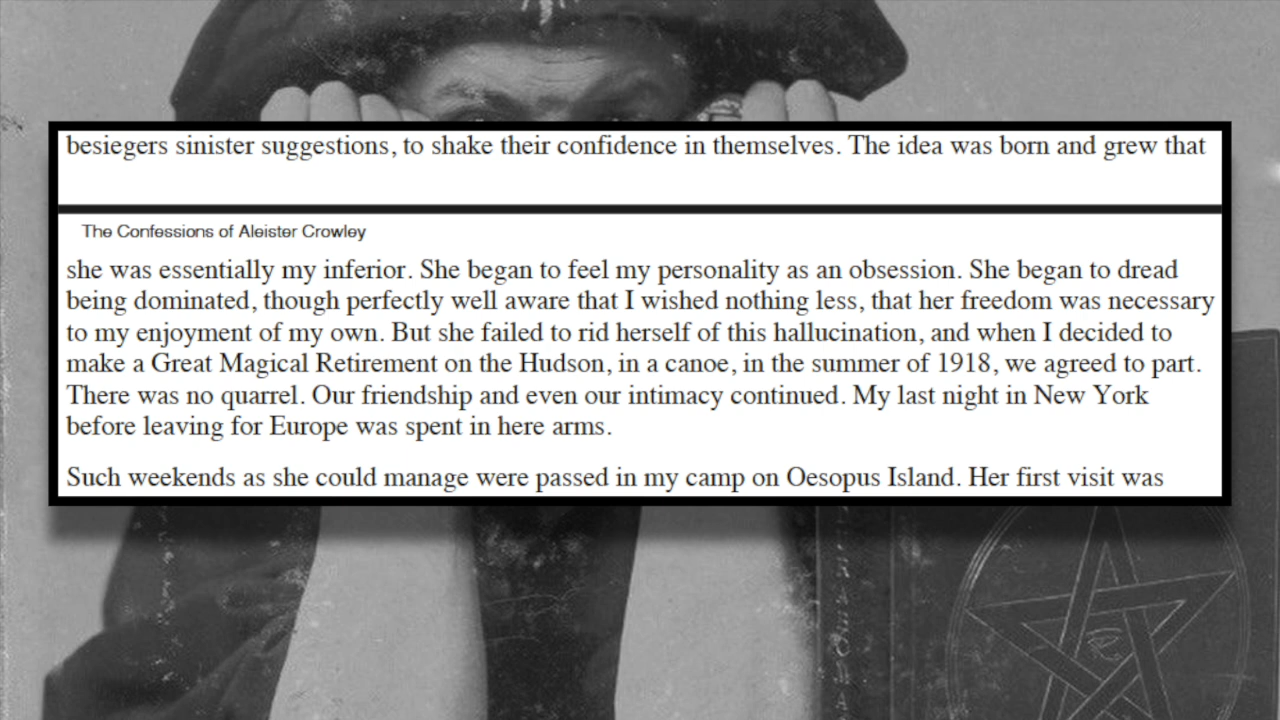 besiegers sinister suggestions, to shake their confidence in themselves. The idea was born and grew that
The Confessions of Aleister Crowley
she was essentially my inferior. She began to feel my personality as an obsession. She began to dread
being dominated, though perfectly well aware that I wished nothing less, that her freedom was necessary
to my enjoyment of my own. But she failed to rid herself of this hallucination, and when I decided to
make a Great Magical Retirement on the Hudson, in a canoe, in the summer of 1918, we agreed to part.
There was no quarrel. Our friendship and even our intimacy continued. My last night in New York
before leaving for Europe was spent in here arms.
Such weekends as she could manage were passed in my camp on Oesopus Island. Her first visit was